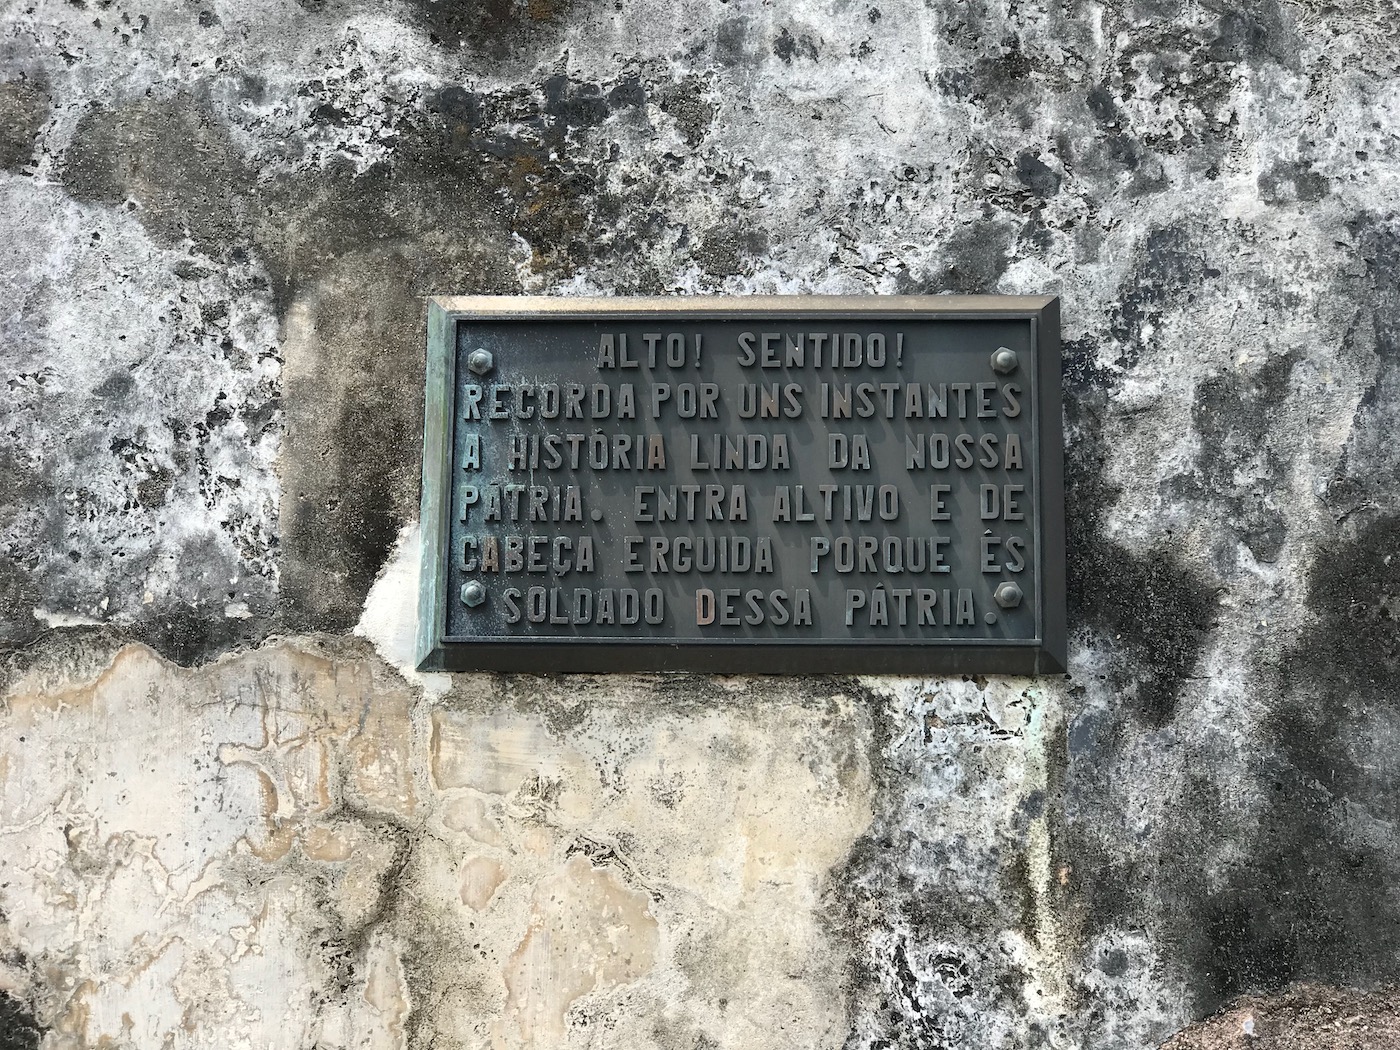 ALTO! SENTIDO!
RECORDA POR UNS INSTANTES
A HISTÓRIA LINDA DA NOSSA
PÁTRIA. ENTRA ALTIVO E DE
CABEÇA ERGUIDA PORQUE ÉS
SOLDADO DESSA PÁTRIA.